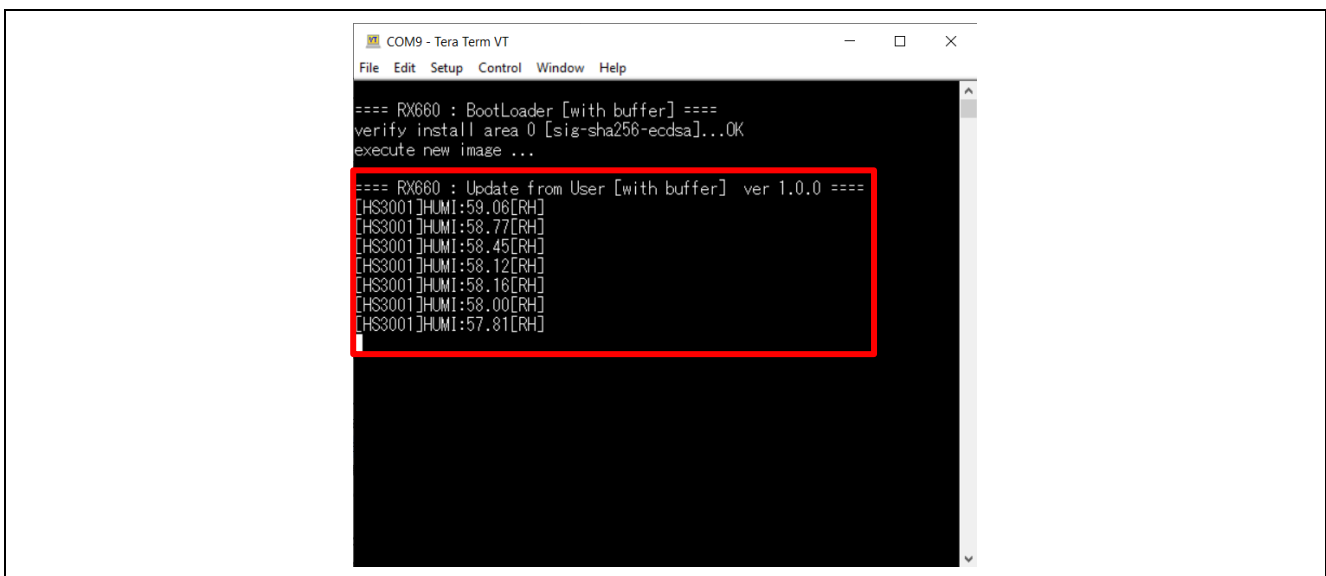 COM9 - Tera Term VT
File Edit Setup Control Window Help
==== RX660 : BootLoader [with buffer] ====
verify install area 0 [sig-sha256-ecdsa]...OK
execute new image ...
==== RX660 : Update from User [with buffer]  ver 1.0.0 ====
[HS3001]HUMI:59.06[RH]
[HS3001]HUMI:58.77[RH]
[HS3001]HUMI:58.45[RH]
[HS3001]HUMI:58.12[RH]
[HS3001]HUMI:58.16[RH]
[HS3001]HUMI:58.00[RH]
[HS3001]HUMI:57.81[RH]